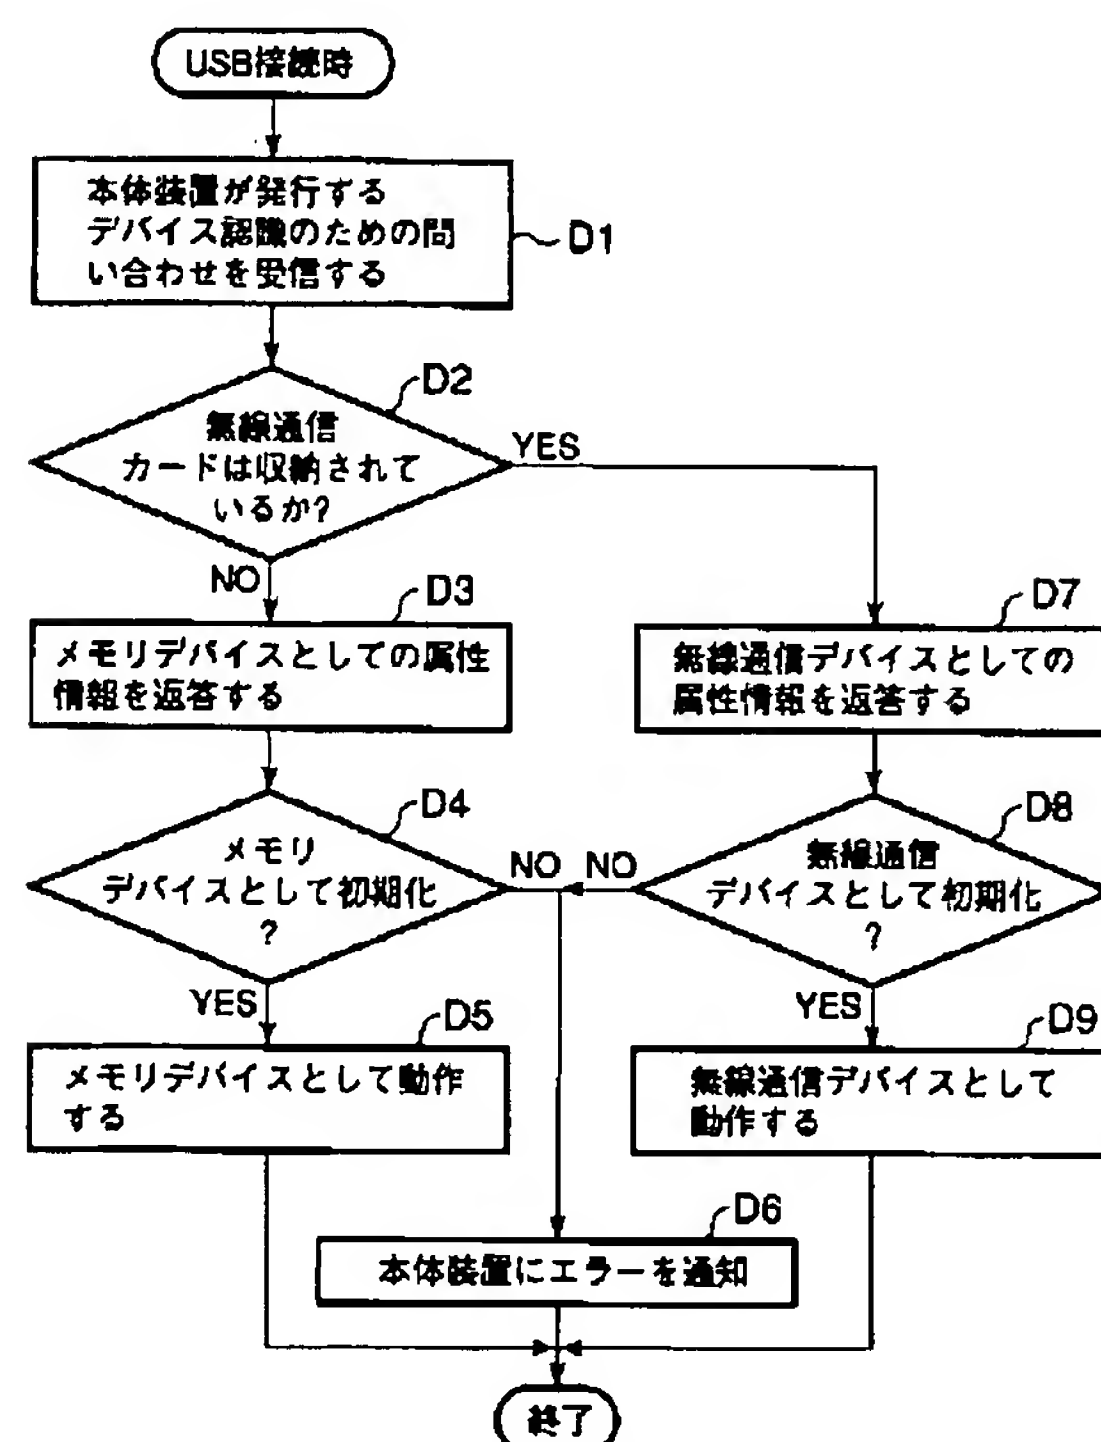 USB接続時
本体装置が発行する
デバイス認識のための問
い合わせを受信する
D1
D2
無線通信
カードは収納されて
いるか?
YES
NO
D3
メモリデバイスとしての属性
情報を返答する
D7
無線通信デバイスとしての
属性情報を返答する
D4
メモリ
デバイスとして初期化
?
NO
NO
D8
無線通信
デバイスとして初期化
?
YES
YES
D5
メモリデバイスとして動作
する
D9
無線通信デバイスとして
動作する
D6
本体装置にエラーを通知
終了